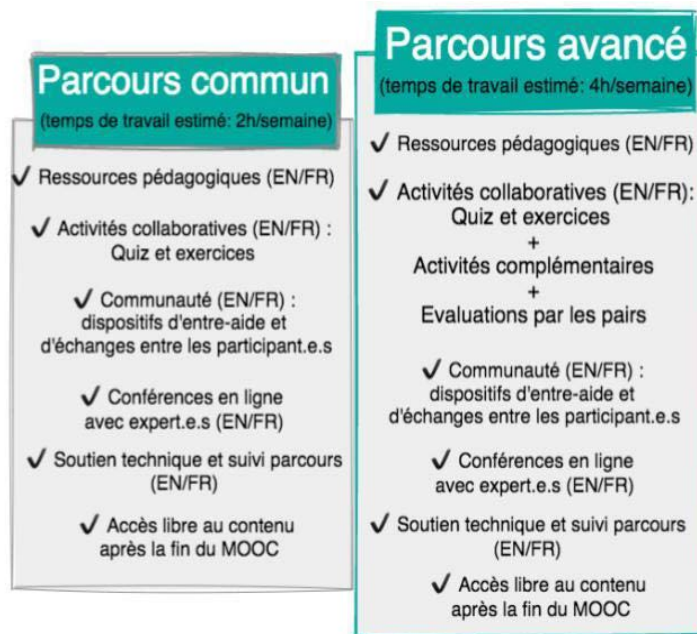 Parcours commun
(temps de travail estimé: 2h/semaine)
✓ Ressources pédagogiques (EN/FR)
✓ Activités collaboratives (EN/FR) :
Quiz et exercices
✓ Communauté (EN/FR) :
dispositifs d'entre-aide et
d'échanges entre les participant.e.s
✓ Conférences en ligne
avec expert.e.s (EN/FR)
✓ Soutien technique et suivi parcours
(EN/FR)
✓ Accès libre au contenu
après la fin du MOOC
Parcours avancé
(temps de travail estimé: 4h/semaine)
✓ Ressources pédagogiques (EN/FR)
✓ Activités collaboratives (EN/FR):
Quiz et exercices
+
Activités complémentaires
+
Evaluations par les pairs
✓ Communauté (EN/FR) :
dispositifs d'entre-aide et
d'échanges entre les participant.e.s
✓ Conférences en ligne
avec expert.e.s (EN/FR)
✓ Soutien technique et suivi parcours
(EN/FR)
✓ Accès libre au contenu
après la fin du MOOC